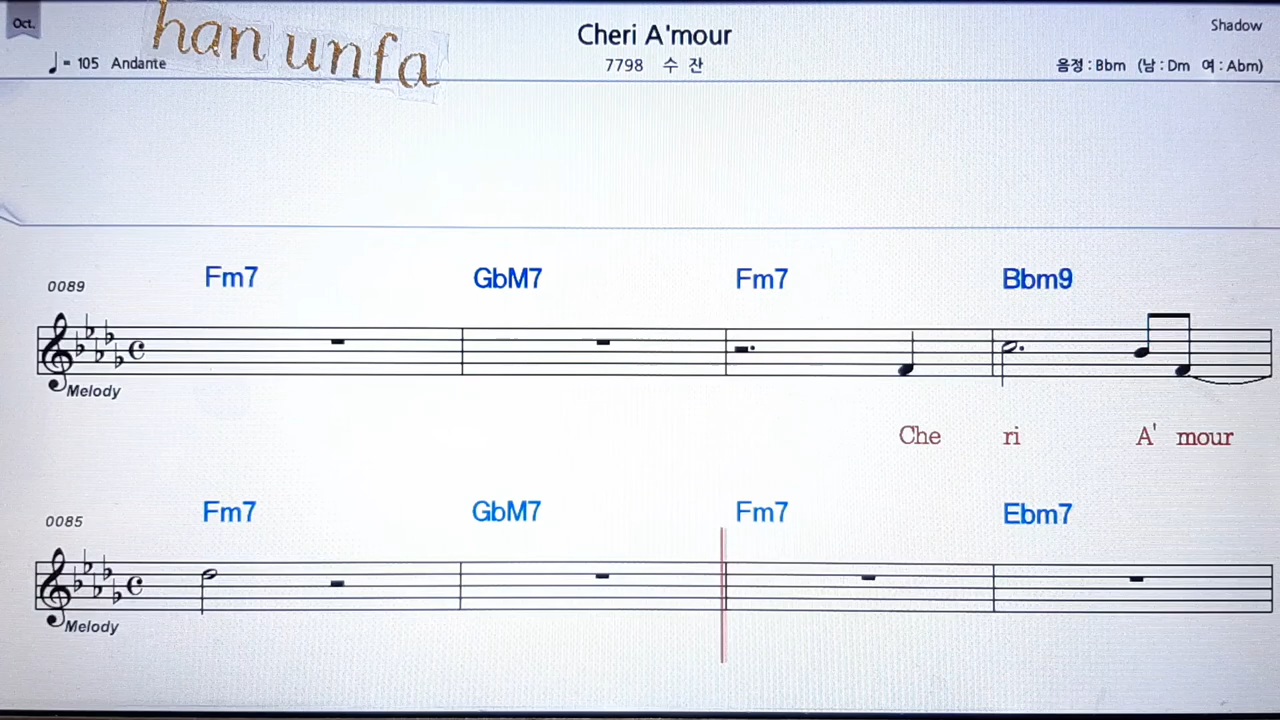 Oct.
han unfa
Cheri A'mour
Shadow
♩= 105 Andante
7798 수 잔
음정 : Bbm (남 : Dm 여 : Abm)
0089
Fm7 GbM7 Fm7 Bbm9
Melody
Che ri A' mour
0085
Fm7 GbM7 Fm7 Ebm7
Melody